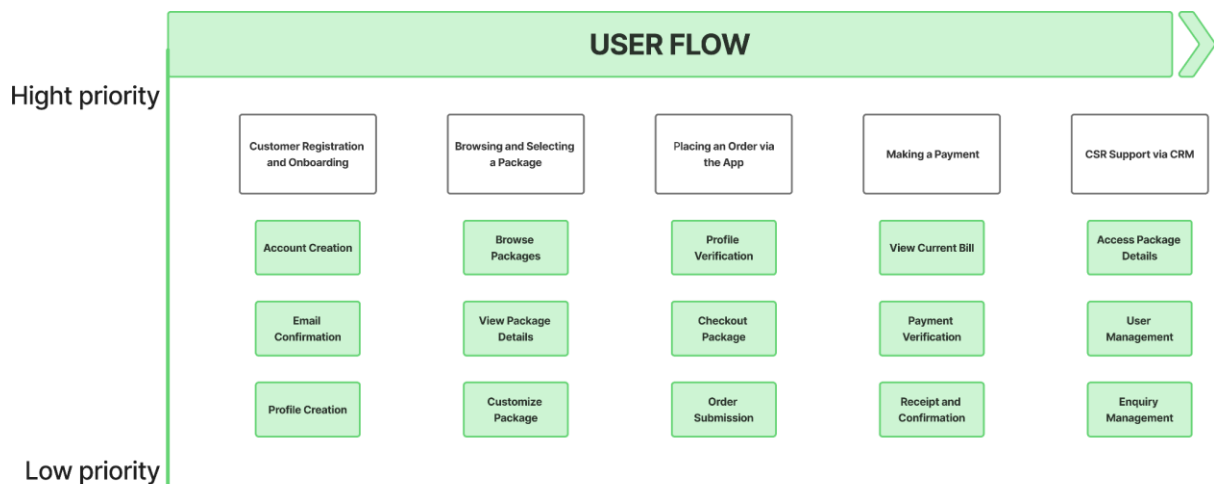 USER FLOW
Hight priority
Customer Registration
and Onboarding
Browsing and Selecting
a Package
Placing an Order via
the App
Making a Payment
CSR Support via CRM
Account Creation
Browse
Packages
Profile
Verification
View Current Bill
Access Package
Details
Email
Confirmation
View Package
Details
Checkout
Package
Payment
Verification
User
Management
Profile Creation
Customize
Package
Order
Submission
Receipt and
Confirmation
Enquiry
Management
Low priority